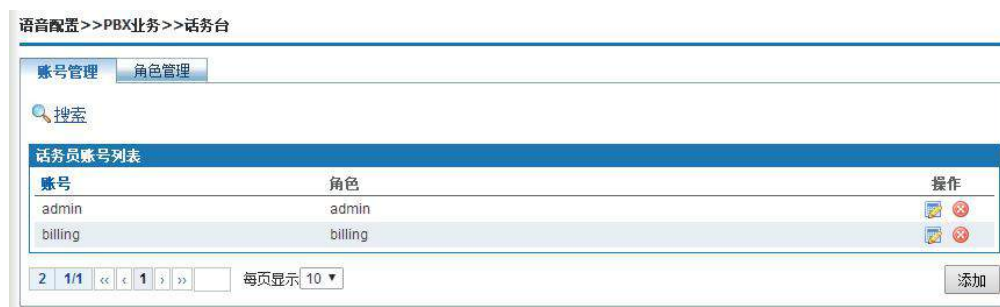 语音配置>>PBX业务>>话务台
账号管理 角色管理
搜索
话务员账号列表
账号 角色 操作
admin admin
billing billing
2 1/1 « ‹ 1 › » 每页显示 10 ▼ 添加